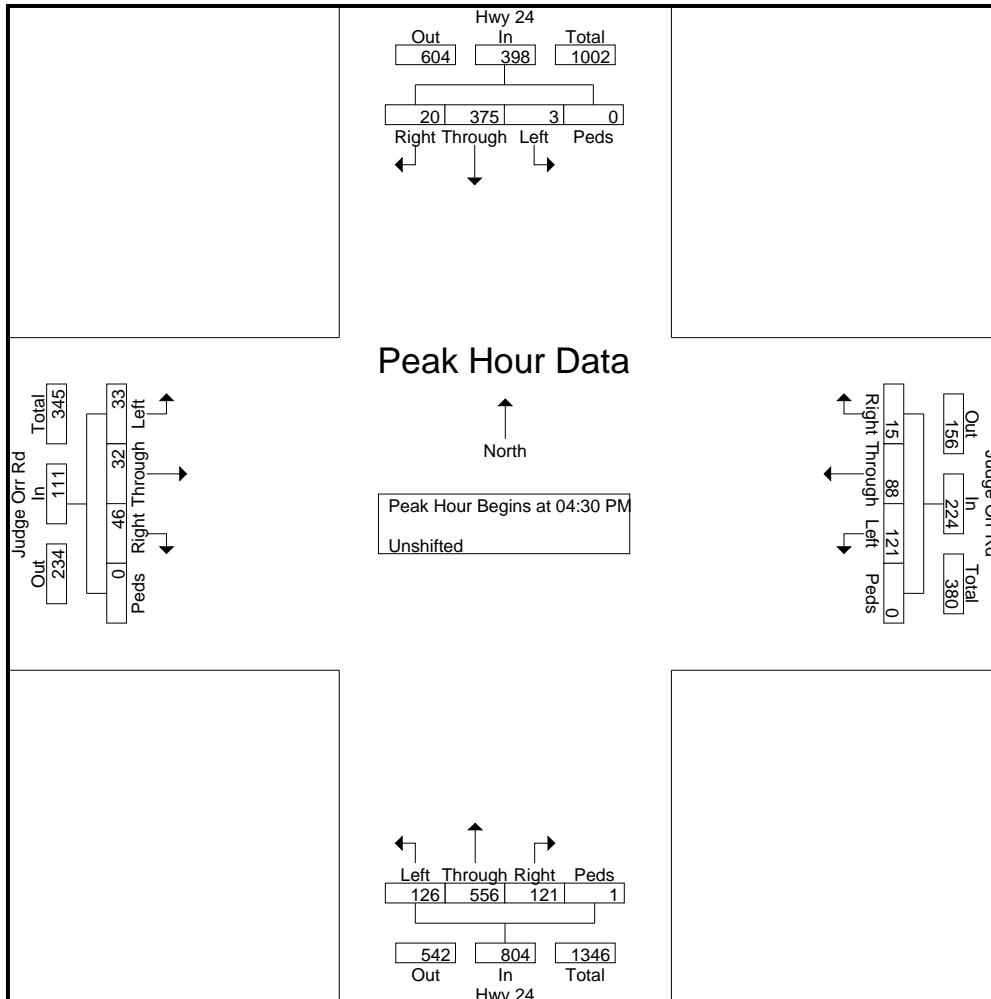 Hwy 24
Out In Total
604 398 1002
20 375 3 0
Right Through Left Peds
Peak Hour Data
North
Peak Hour Begins at 04:30 PM
Unshifted
Judge Orr Rd
Out In Total
234 111 345
33 32 46 0
Left Through Right Peds
Judge Orr Rd
Out In Total
156 224 380
15 88 121 0
Right Through Left Peds
Left Through Right Peds
126 556 121 1
542 804 1346
Out In Total
Hwy 24